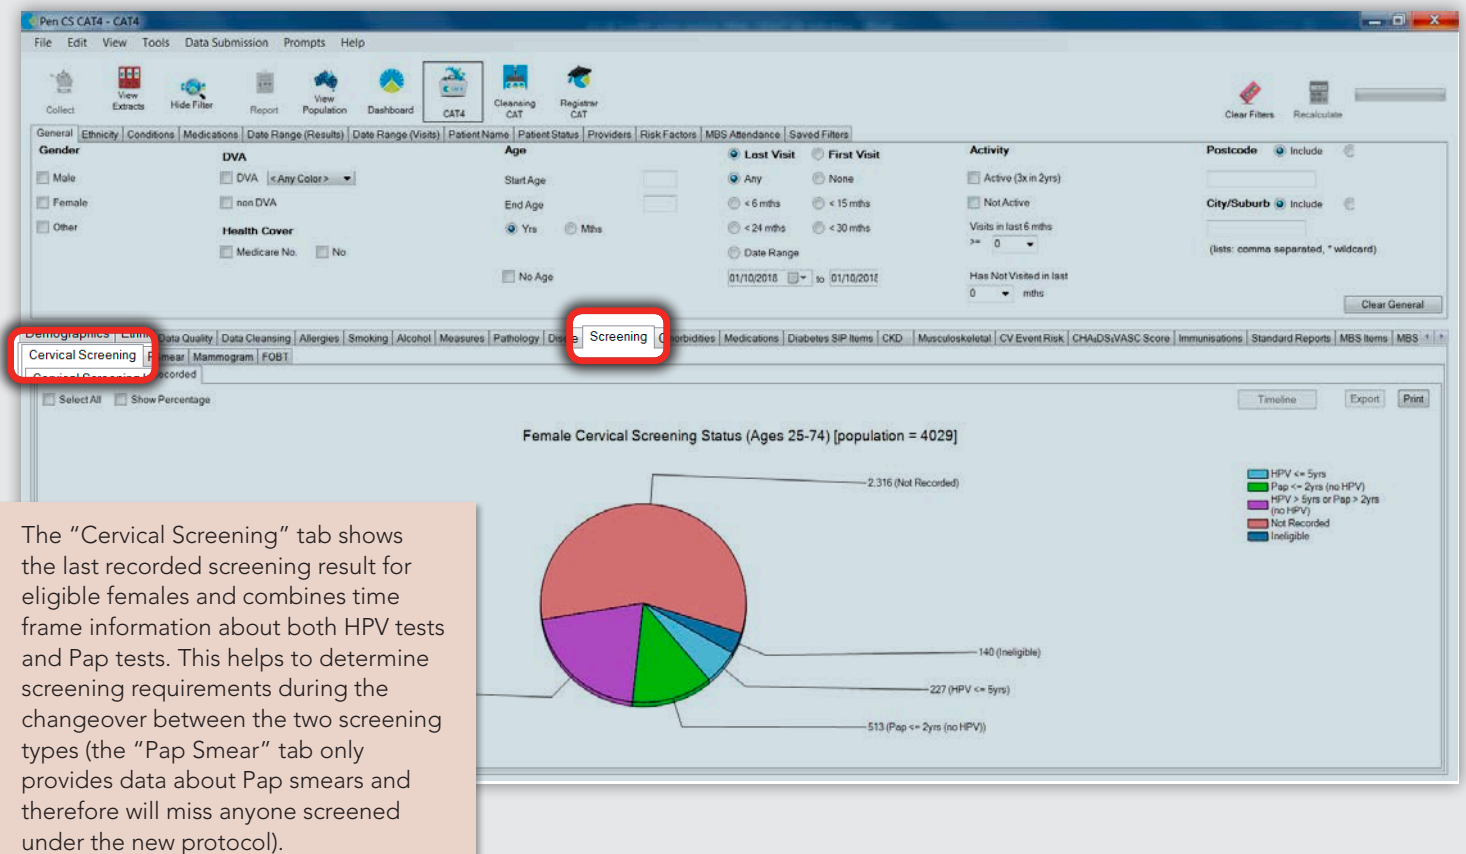 Pen CS CAT4 - CAT4
File Edit View Tools Data Submission Prompts Help
Collect
View Extracts
Hide Filter
Report
View Population
Dashboard
CAT4
Cleansing CAT
Registrar CAT
Clear Filters
Recalculate
General Ethnicity Conditions Medications Date Range (Results) Date Range (Visits) Patient Name Patient Status Providers Risk Factors MBS Attendance Saved Filters
Gender
Male
Female
Other
DVA
DVA <Any Color>
non DVA
Health Cover
Medicare No. No
Age
Start Age
End Age
Yrs Mths
No Age
Last Visit First Visit
Any None
< 6 mths < 15 mths
< 24 mths < 30 mths
Date Range
01/10/2018 to 01/10/2018
Activity
Active (3x in 2yrs)
Not Active
Visits in last 6 mths
>= 0
Has Not Visited in last
0 mths
Postcode Include
City/Suburb Include
(lists: comma separated, * wildcard)
Clear General
Demographics Data Quality Data Cleansing Allergies Smoking Alcohol Measures Pathology Screening Medications Diabetes SIP Items CKD Musculoskeletal CV Event Risk CHA₂DS₂VASC Score Immunisations Standard Reports MBS Items MBS
Cervical Screening Mammogram FOBT
Cervical Screening
Select All Show Percentage
Timeline Export Print
Female Cervical Screening Status (Ages 25-74) [population = 4029]
2,316 (Not Recorded)
140 (Ineligible)
227 (HPV <= 5yrs)
513 (Pap <= 2yrs (no HPV))
HPV <= 5yrs
Pap <= 2yrs (no HPV)
HPV > 5yrs or Pap > 2yrs
(no HPV)
Not Recorded
Ineligible
The “Cervical Screening” tab shows
the last recorded screening result for
eligible females and combines time
frame information about both HPV tests
and Pap tests. This helps to determine
screening requirements during the
changeover between the two screening
types (the “Pap Smear” tab only
provides data about Pap smears and
therefore will miss anyone screened
under the new protocol).